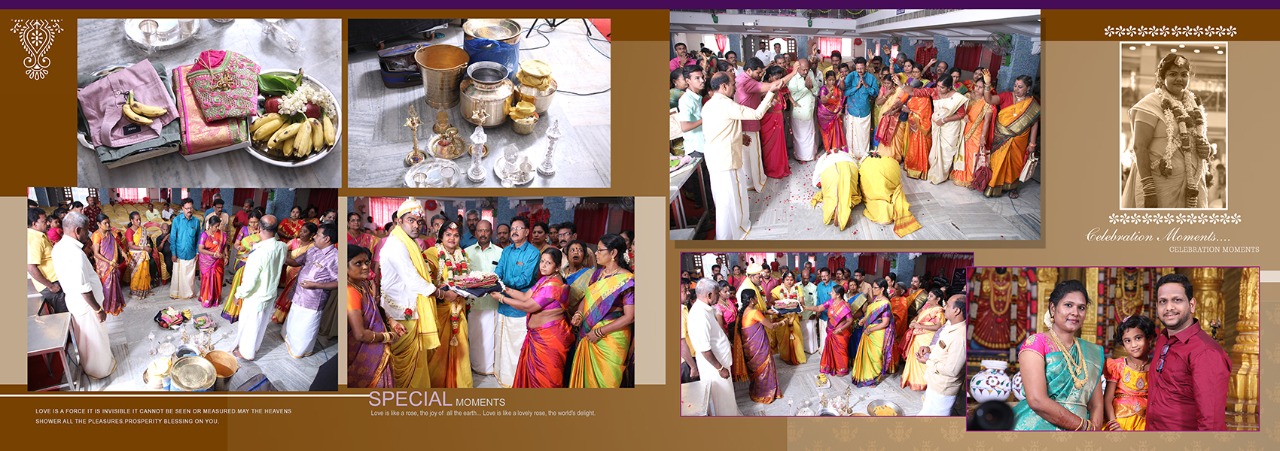 LOVE IS A FORCE IT IS INVISIBLE IT CANNOT BE SEEN OR MEASURED.MAY THE HEAVENS
SHOWER ALL THE PLEASURES.PROSPERITY BLESSING ON YOU.
SPECIAL MOMENTS
Love is like a rose, the joy of all the earth... Love is like a lovely rose, the world's delight.
Celebration Moments....
CELEBRATION MOMENTS